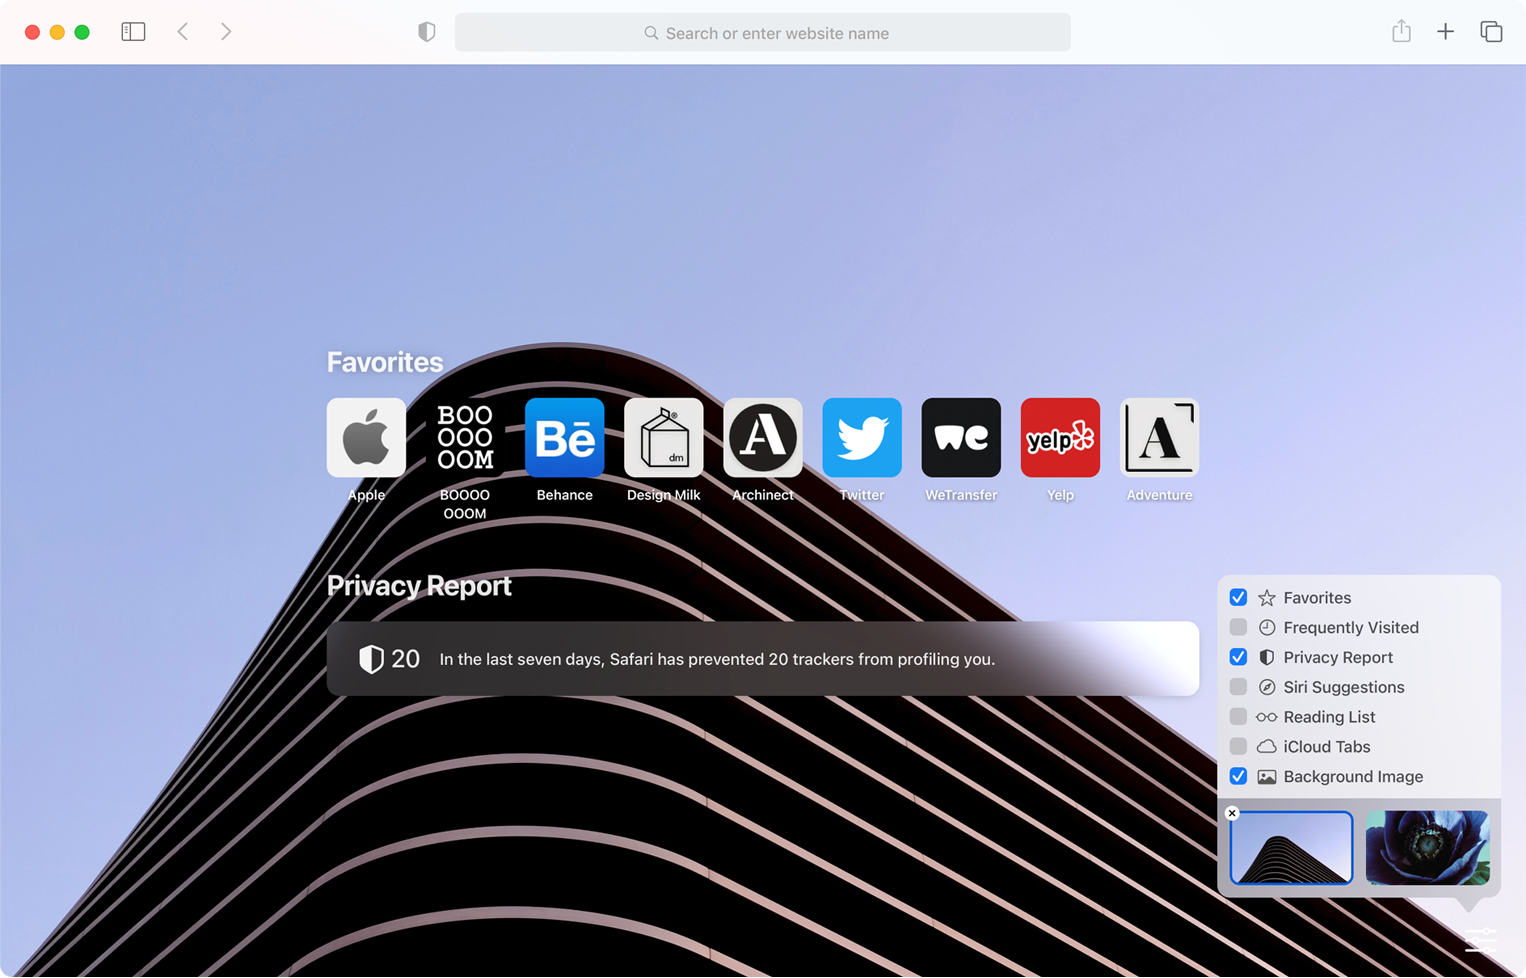 Search or enter website name
Favorites
BOO
OOO
OOM
Bē
dm
A
we
yelp
A
Apple
BOOOO
OOOM
Behance
Design Milk
Archinect
Twitter
WeTransfer
Yelp
Adventure
Privacy Report
20 In the last seven days, Safari has prevented 20 trackers from profiling you.
Favorites
Frequently Visited
Privacy Report
Siri Suggestions
Reading List
iCloud Tabs
Background Image